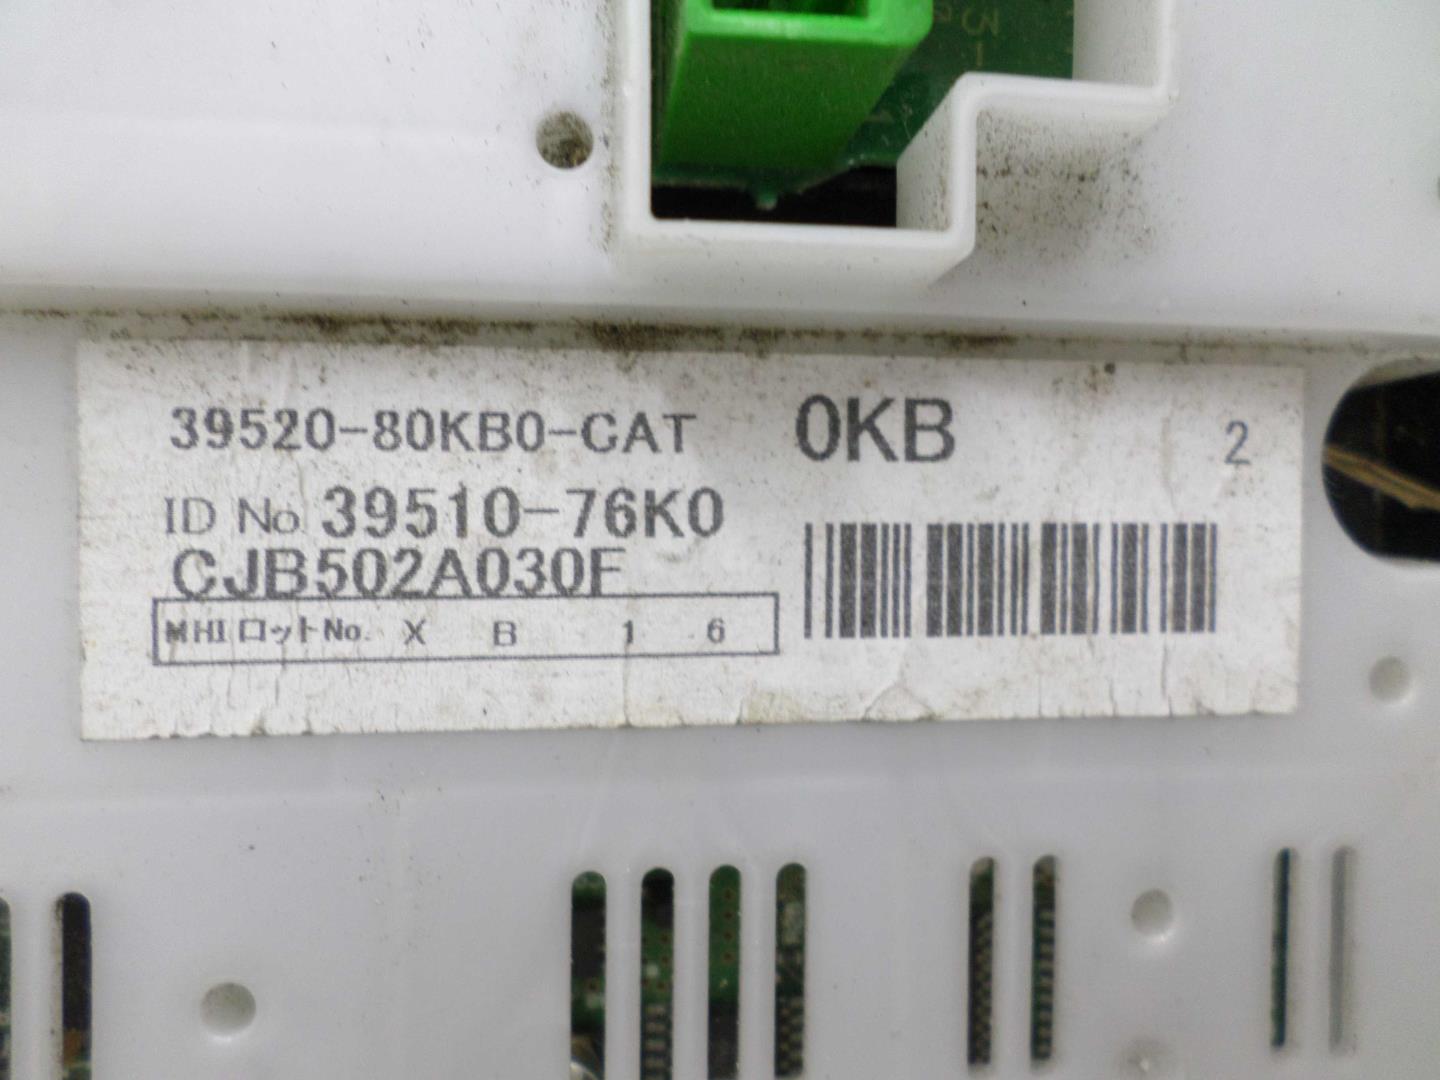 39520-80KB0-CAT 0KB 2
ID No 39510-76K0
CJB502A030F
MHIロットNo. X B 1 6